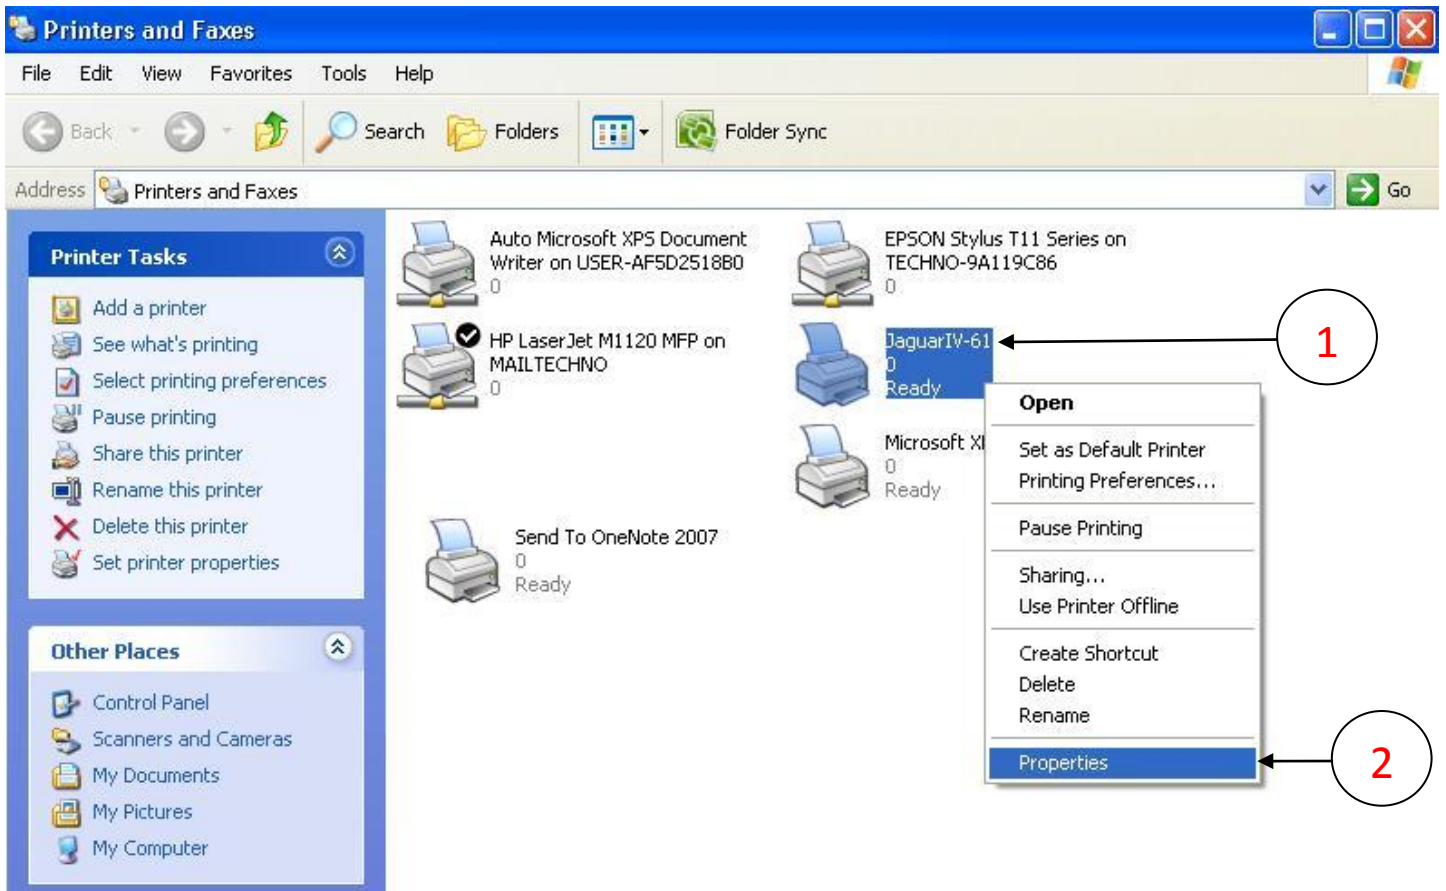 Printers and Faxes
File Edit View Favorites Tools Help
Back Search Folders Folder Sync
Address Printers and Faxes Go
Printer Tasks
Add a printer
See what's printing
Select printing preferences
Pause printing
Share this printer
Rename this printer
Delete this printer
Set printer properties
Other Places
Control Panel
Scanners and Cameras
My Documents
My Pictures
My Computer
Auto Microsoft XPS Document
Writer on USER-AF5D2518B0
0
EPSON Stylus T11 Series on
TECHNO-9A119C86
0
HP LaserJet M1120 MFP on
MAILTECHNO
0
JaguarIV-61
0
Ready
1
Microsoft
0
Ready
Send To OneNote 2007
0
Ready
Open
Set as Default Printer
Printing Preferences...
Pause Printing
Sharing...
Use Printer Offline
Create Shortcut
Delete
Rename
Properties
2